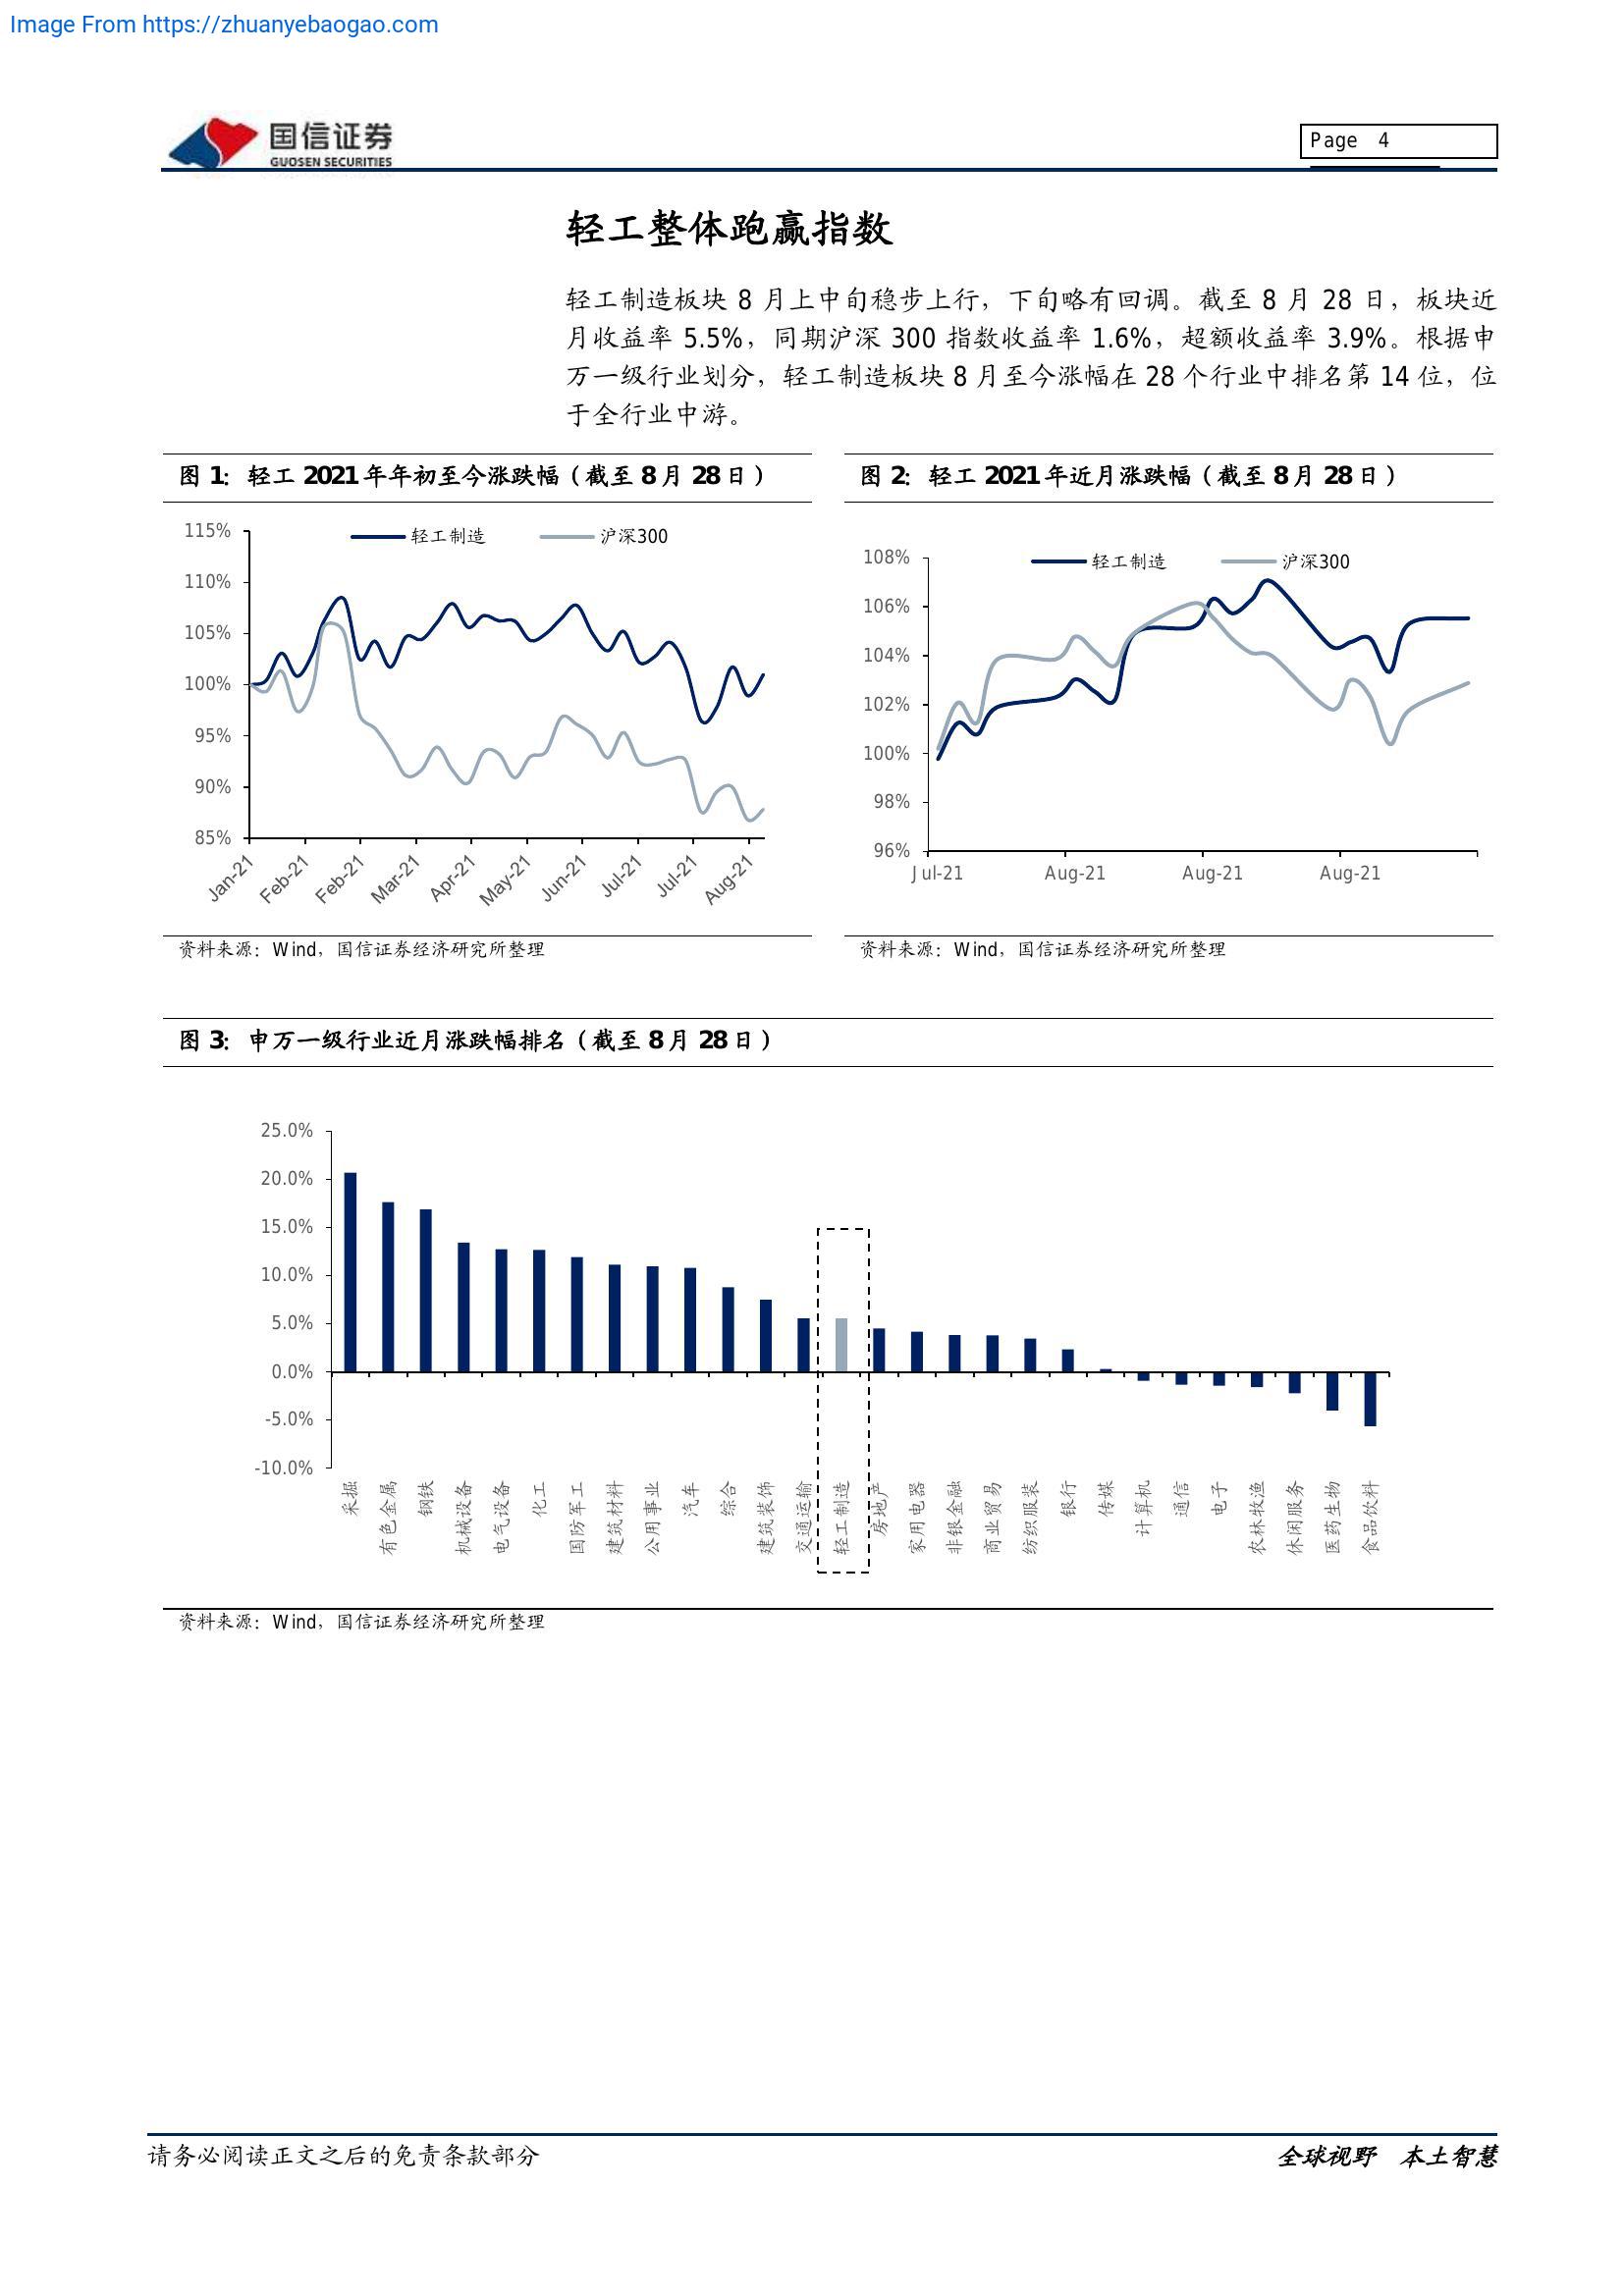 Image From https://zhuanyebaogao.com
国信证券
GUOSEN SECURITIES
Page 4
轻工整体跑赢指数
轻工制造板块 8 月上中旬稳步上行，下旬略有回调。截至 8 月 28 日，板块近
月收益率 5.5%，同期沪深 300 指数收益率 1.6%，超额收益率 3.9%。根据申
万一级行业划分，轻工制造板块 8 月至今涨幅在 28 个行业中排名第 14 位，位
于全行业中游。
图 1：轻工 2021 年年初至今涨跌幅（截至 8 月 28 日）
轻工制造 沪深300
115%
110%
105%
100%
95%
90%
85%
Jan-21 Feb-21 Feb-21 Mar-21 Apr-21 May-21 Jun-21 Jul-21 Jul-21 Aug-21
资料来源：Wind，国信证券经济研究所整理
图 2：轻工 2021 年近月涨跌幅（截至 8 月 28 日）
轻工制造 沪深300
108%
106%
104%
102%
100%
98%
96%
Jul-21 Aug-21 Aug-21 Aug-21
资料来源：Wind，国信证券经济研究所整理
图 3：申万一级行业近月涨跌幅排名（截至 8 月 28 日）
25.0%
20.0%
15.0%
10.0%
5.0%
0.0%
-5.0%
-10.0%
采掘 有色金属 钢铁 机械设备 电气设备 化工 国防军工 建筑材料 公用事业 汽车 综合 建筑装饰 交通运输 轻工制造 房地产 家用电器 非银金融 商业贸易 纺织服装 银行 传媒 计算机 通信 电子 农林牧渔 休闲服务 医药生物 食品饮料
资料来源：Wind，国信证券经济研究所整理
请务必阅读正文之后的免责条款部分
全球视野 本土智慧